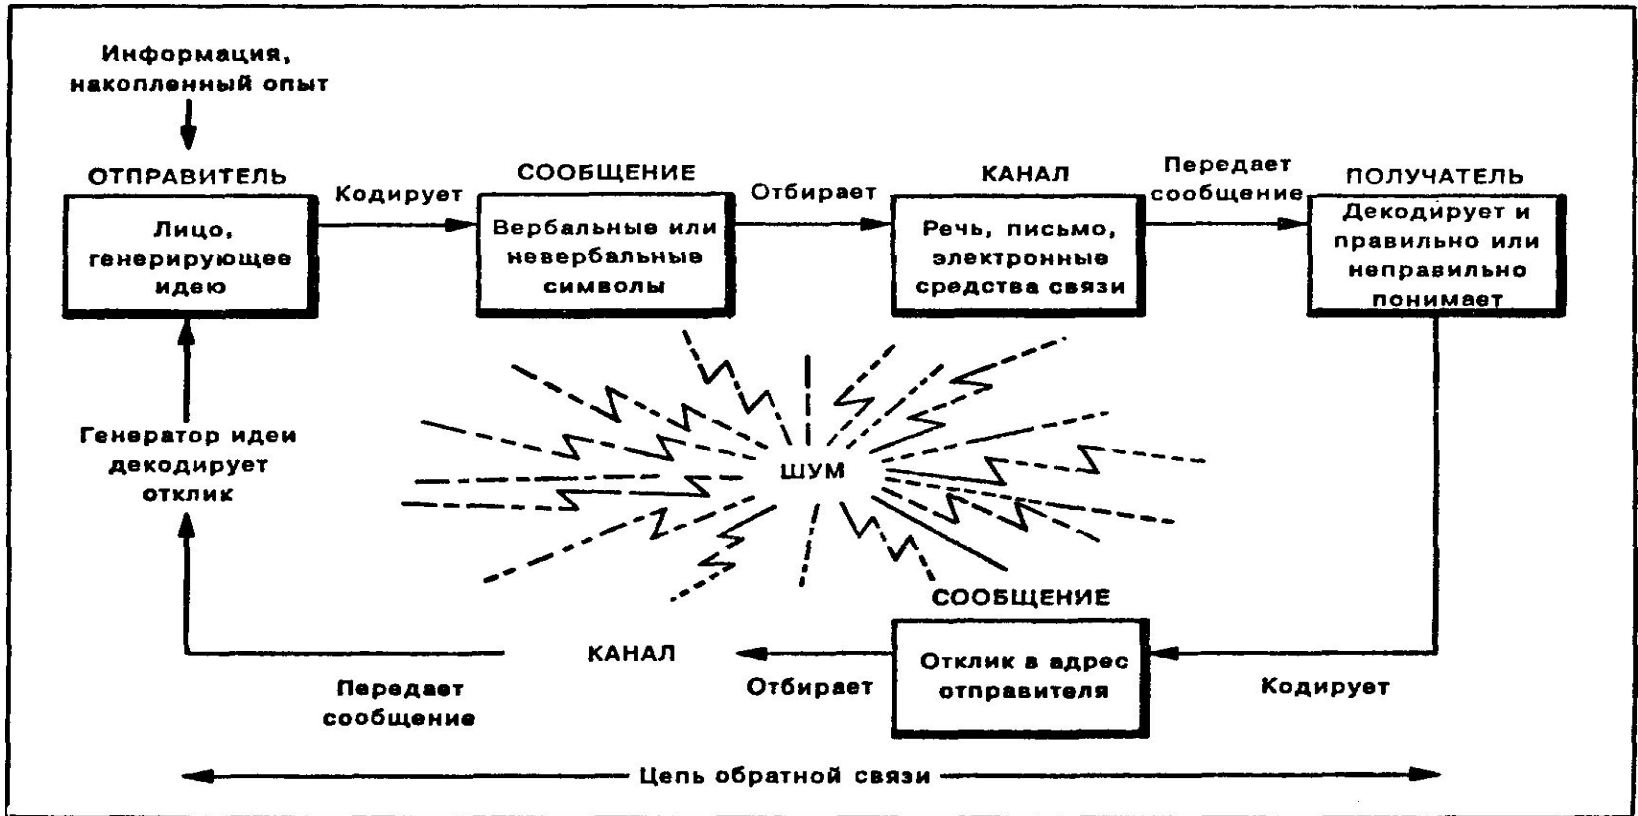 Информация,
накопленный опыт
ОТПРАВИТЕЛЬ
Лицо,
генерирующее
идею
Кодирует
СООБЩЕНИЕ
Вербальные или
невербальные
символы
Отбирает
КАНАЛ
Речь, письмо,
электронные
средства связи
Передает
сообщение
ПОЛУЧАТЕЛЬ
Декодирует и
правильно или
неправильно
понимает
ШУМ
Генератор идеи
декодирует
отклик
СООБЩЕНИЕ
Отклик в адрес
отправителя
Кодирует
Отбирает
КАНАЛ
Передает
сообщение
Цепь обратной связи